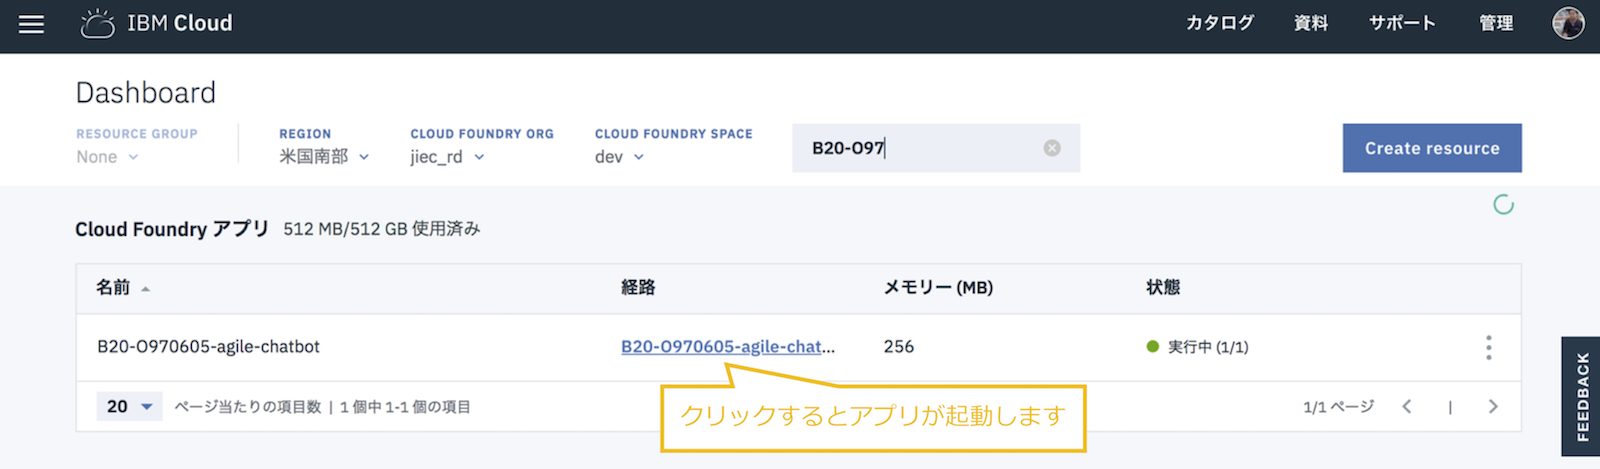 IBM Cloud カタログ 資料 サポート 管理
Dashboard
RESOURCE GROUP REGION CLOUD FOUNDRY ORG CLOUD FOUNDRY SPACE
None 米国南部 jiec_rd dev B20-O97 Create resource
Cloud Foundry アプリ 512 MB/512 GB 使用済み
名前 経路 メモリー (MB) 状態
B20-O970605-agile-chatbot B20-O970605-agile-chat... 256 実行中 (1/1)
20 ページ当たりの項目数 | 1 個中 1-1 個の項目 1/1 ページ
クリックするとアプリが起動します
FEEDBACK